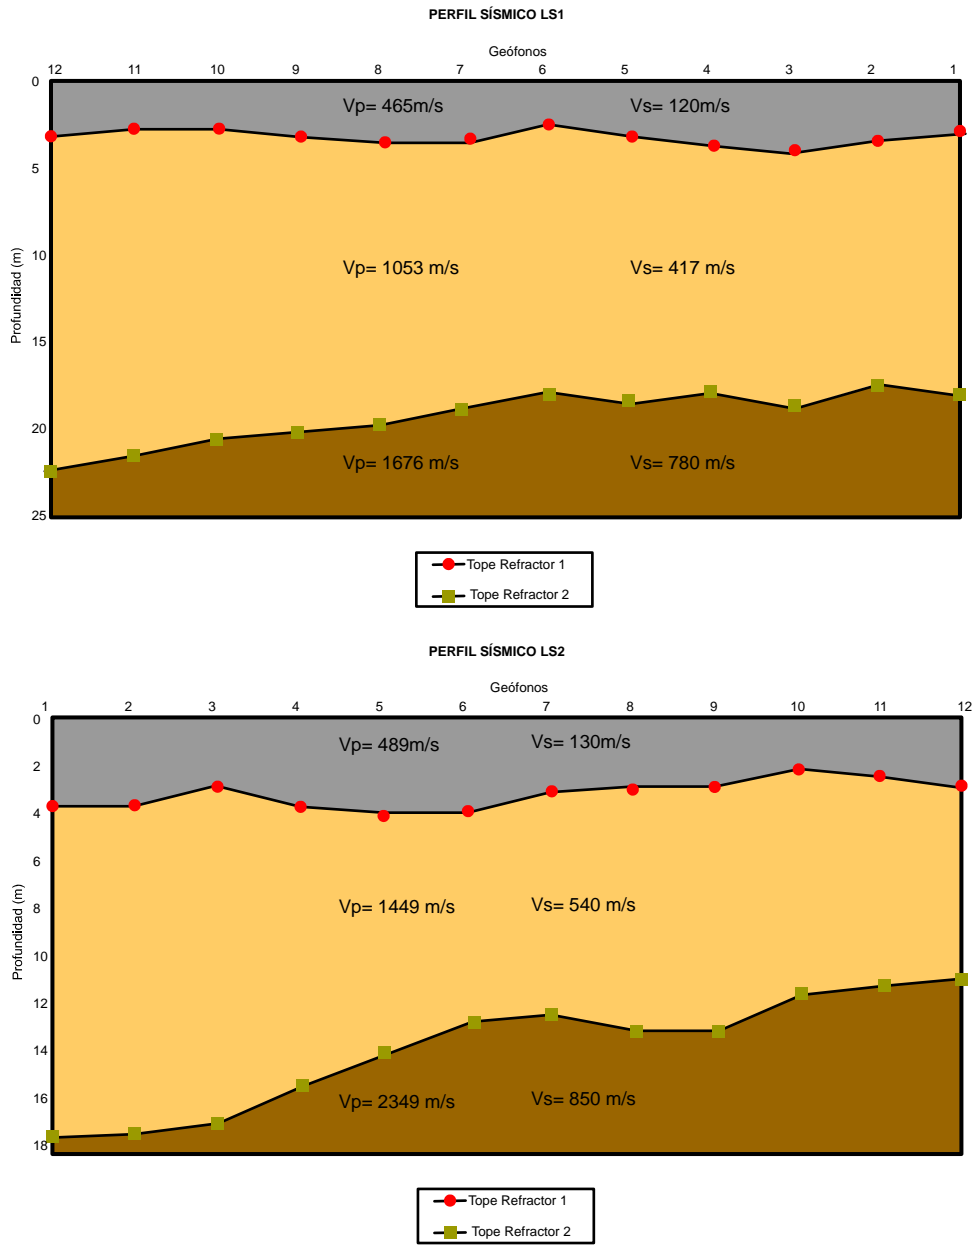 PERFIL SÍSMICO LS1
Geófonos
12 11 10 9 8 7 6 5 4 3 2 1
0
Vp= 465m/s Vs= 120m/s
5
10
Vp= 1053 m/s Vs= 417 m/s
Profundidad (m)
15
20
Vp= 1676 m/s Vs= 780 m/s
25
Tope Refractor 1
Tope Refractor 2
PERFIL SÍSMICO LS2
Geófonos
1 2 3 4 5 6 7 8 9 10 11 12
0
Vp= 489m/s Vs= 130m/s
2
4
6
8
Vp= 1449 m/s Vs= 540 m/s
Profundidad (m)
10
12
14
16
Vp= 2349 m/s Vs= 850 m/s
18
Tope Refractor 1
Tope Refractor 2